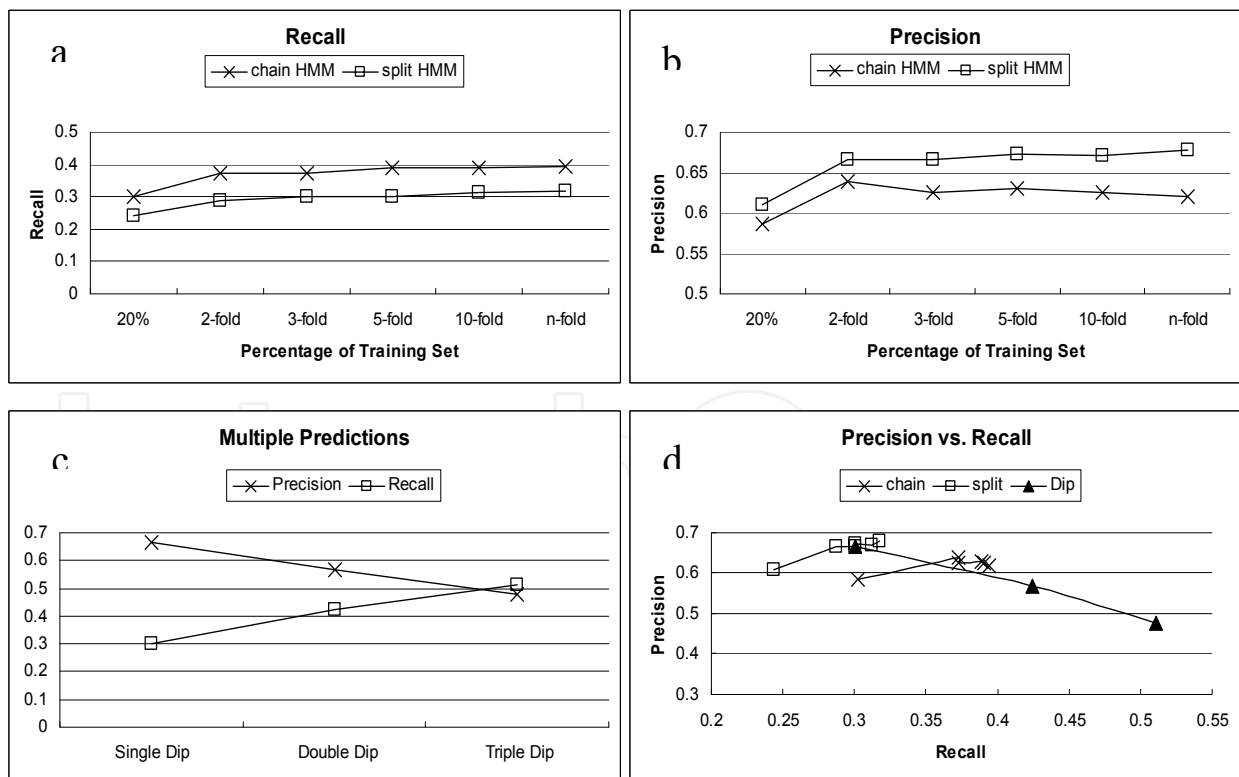 a
Recall
chain HMM split HMM
0.5
0.4
0.3
0.2
0.1
0
Recall
20% 2-fold 3-fold 5-fold 10-fold n-fold
Percentage of Training Set
b
Precision
chain HMM split HMM
0.7
0.65
0.6
0.55
0.5
Precision
20% 2-fold 3-fold 5-fold 10-fold n-fold
Percentage of Training Set
c
Multiple Predictions
Precision Recall
0.7
0.6
0.5
0.4
0.3
0.2
0.1
0
Single Dip Double Dip Triple Dip
d
Precision vs. Recall
chain split Dip
0.8
0.7
0.6
0.5
0.4
0.3
Precision
0.2 0.25 0.3 0.35 0.4 0.45 0.5 0.55
Recall